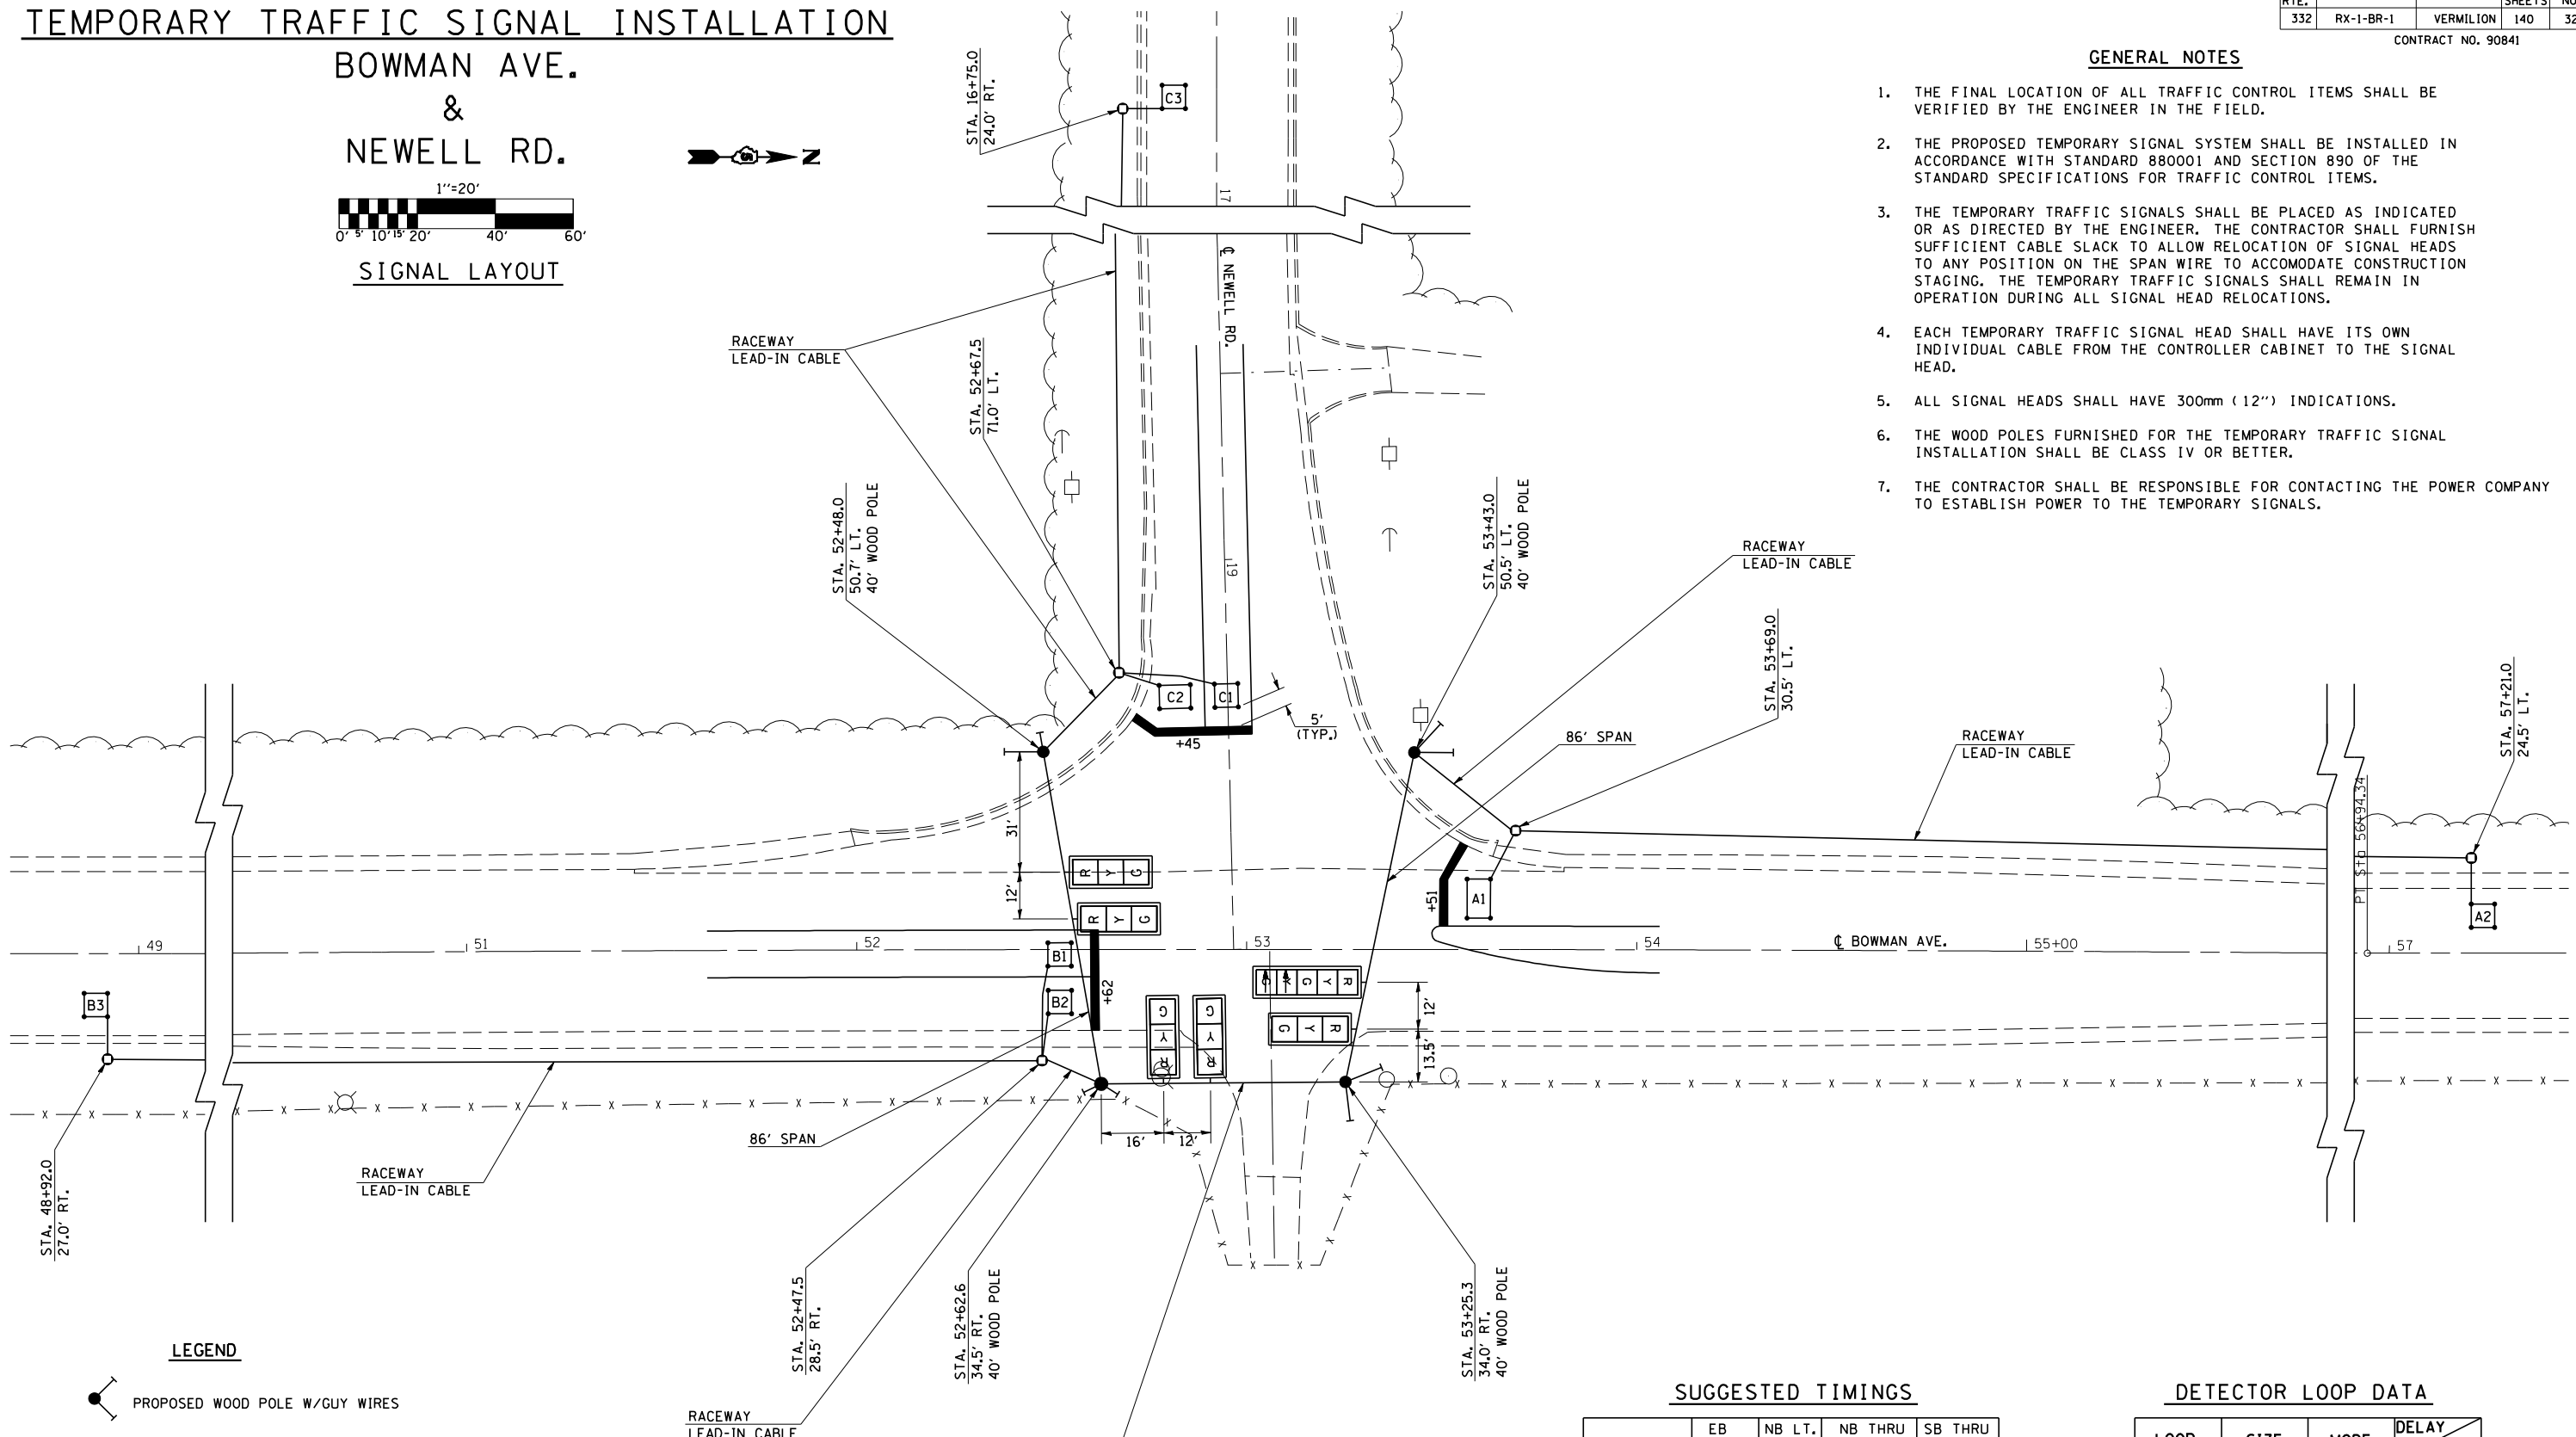 TEMPORARY TRAFFIC SIGNAL INSTALLATION
BOWMAN AVE.
&
NEWELL RD.
N
1''=20'
0' 5' 10' 15' 20' 40' 60'
SIGNAL LAYOUT
RTE. SHEETS
332 RX-1-BR-1 VERMILION 140 32
CONTRACT NO. 90841
GENERAL NOTES
1. THE FINAL LOCATION OF ALL TRAFFIC CONTROL ITEMS SHALL BE
VERIFIED BY THE ENGINEER IN THE FIELD.
2. THE PROPOSED TEMPORARY SIGNAL SYSTEM SHALL BE INSTALLED IN
ACCORDANCE WITH STANDARD 880001 AND SECTION 890 OF THE
STANDARD SPECIFICATIONS FOR TRAFFIC CONTROL ITEMS.
3. THE TEMPORARY TRAFFIC SIGNALS SHALL BE PLACED AS INDICATED
OR AS DIRECTED BY THE ENGINEER. THE CONTRACTOR SHALL FURNISH
SUFFICIENT CABLE SLACK TO ALLOW RELOCATION OF SIGNAL HEADS
TO ANY POSITION ON THE SPAN WIRE TO ACCOMODATE CONSTRUCTION
STAGING. THE TEMPORARY TRAFFIC SIGNALS SHALL REMAIN IN
OPERATION DURING ALL SIGNAL HEAD RELOCATIONS.
4. EACH TEMPORARY TRAFFIC SIGNAL HEAD SHALL HAVE ITS OWN
INDIVIDUAL CABLE FROM THE CONTROLLER CABINET TO THE SIGNAL
HEAD.
5. ALL SIGNAL HEADS SHALL HAVE 300mm (12'') INDICATIONS.
6. THE WOOD POLES FURNISHED FOR THE TEMPORARY TRAFFIC SIGNAL
INSTALLATION SHALL BE CLASS IV OR BETTER.
7. THE CONTRACTOR SHALL BE RESPONSIBLE FOR CONTACTING THE POWER COMPANY
TO ESTABLISH POWER TO THE TEMPORARY SIGNALS.
STA. 16+75.0
24.0' RT.
C3
17
℄ NEWELL RD.
RACEWAY
LEAD-IN CABLE
STA. 52+67.5
71.0' LT.
STA. 52+48.0
50.7' LT.
40' WOOD POLE
STA. 53+43.0
50.5' LT.
40' WOOD POLE
RACEWAY
LEAD-IN CABLE
19
STA. 53+69.0
30.5' LT.
STA. 57+21.0
24.5' LT.
C2
C1
5'
(TYP.)
+45
86' SPAN
RACEWAY
LEAD-IN CABLE
PT Sta 56+94.34
31'
12'
R Y G
R Y G
+51
A1
A2
49
51
52
53
54
℄ BOWMAN AVE.
55+00
57
B1
B2
B3
+62
G Y G Y R
G Y R
G Y R
G Y R
12'
13.5'
16'
12'
86' SPAN
RACEWAY
LEAD-IN CABLE
STA. 48+92.0
27.0' RT.
STA. 52+47.5
28.5' RT.
STA. 52+62.6
34.5' RT.
40' WOOD POLE
STA. 53+25.3
34.0' RT.
40' WOOD POLE
LEGEND
PROPOSED WOOD POLE W/GUY WIRES
RACEWAY
LEAD-IN CABLE
SUGGESTED TIMINGS
EB NB LT. NB THRU SB THRU
DETECTOR LOOP DATA
LOOP SIZE MODE DELAY